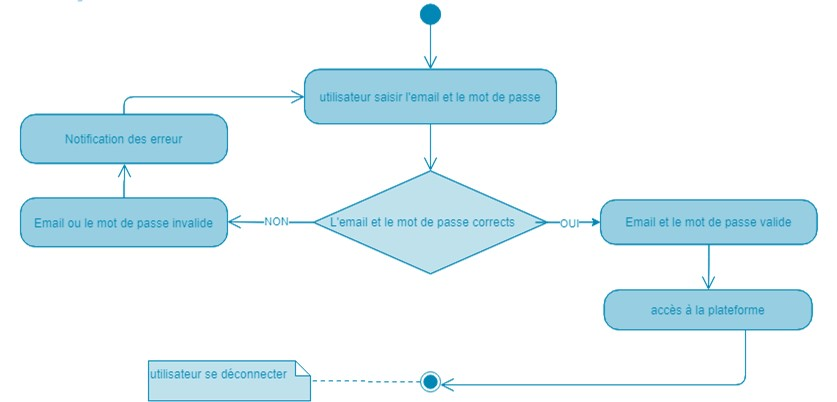 utilisateur saisir l'email et le mot de passe
Notification des erreur
Email ou le mot de passe invalide
NON
L'email et le mot de passe corrects
OUI
Email et le mot de passe valide
accès à la plateforme
utilisateur se déconnecter